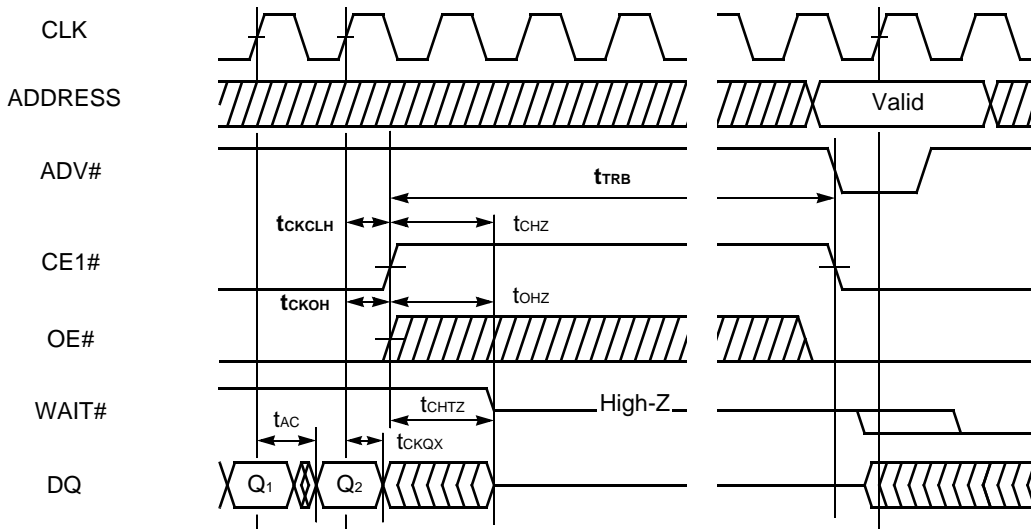 CLK
ADDRESS
Valid
ADV#
tTRB
tCKCLH
tCHZ
CE1#
tCKOH
tOHZ
OE#
WAIT#
tCHTZ
High-Z
tAC
tCKQX
DQ
Q1
Q2